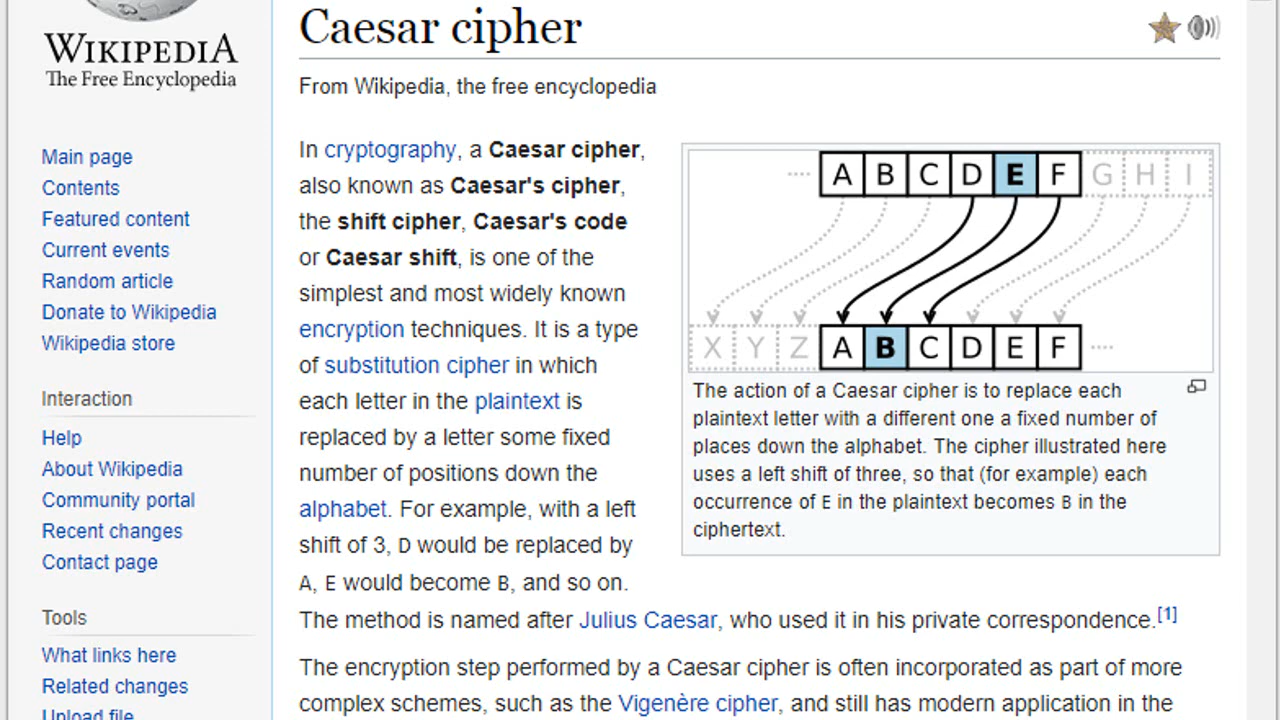 WIKIPEDIA
The Free Encyclopedia
Main page
Contents
Featured content
Current events
Random article
Donate to Wikipedia
Wikipedia store
Interaction
Help
About Wikipedia
Community portal
Recent changes
Contact page
Tools
What links here
Related changes
Upload file
Caesar cipher
From Wikipedia, the free encyclopedia
In cryptography, a Caesar cipher,
also known as Caesar's cipher,
the shift cipher, Caesar's code
or Caesar shift, is one of the
simplest and most widely known
encryption techniques. It is a type
of substitution cipher in which
each letter in the plaintext is
replaced by a letter some fixed
number of positions down the
alphabet. For example, with a left
shift of 3, D would be replaced by
A, E would become B, and so on.
The method is named after Julius Caesar, who used it in his private correspondence.[1]
The encryption step performed by a Caesar cipher is often incorporated as part of more
complex schemes, such as the Vigenère cipher, and still has modern application in the
A B C D E F G H I
X Y Z A B C D E F
The action of a Caesar cipher is to replace each
plaintext letter with a different one a fixed number of
places down the alphabet. The cipher illustrated here
uses a left shift of three, so that (for example) each
occurrence of E in the plaintext becomes B in the
ciphertext.